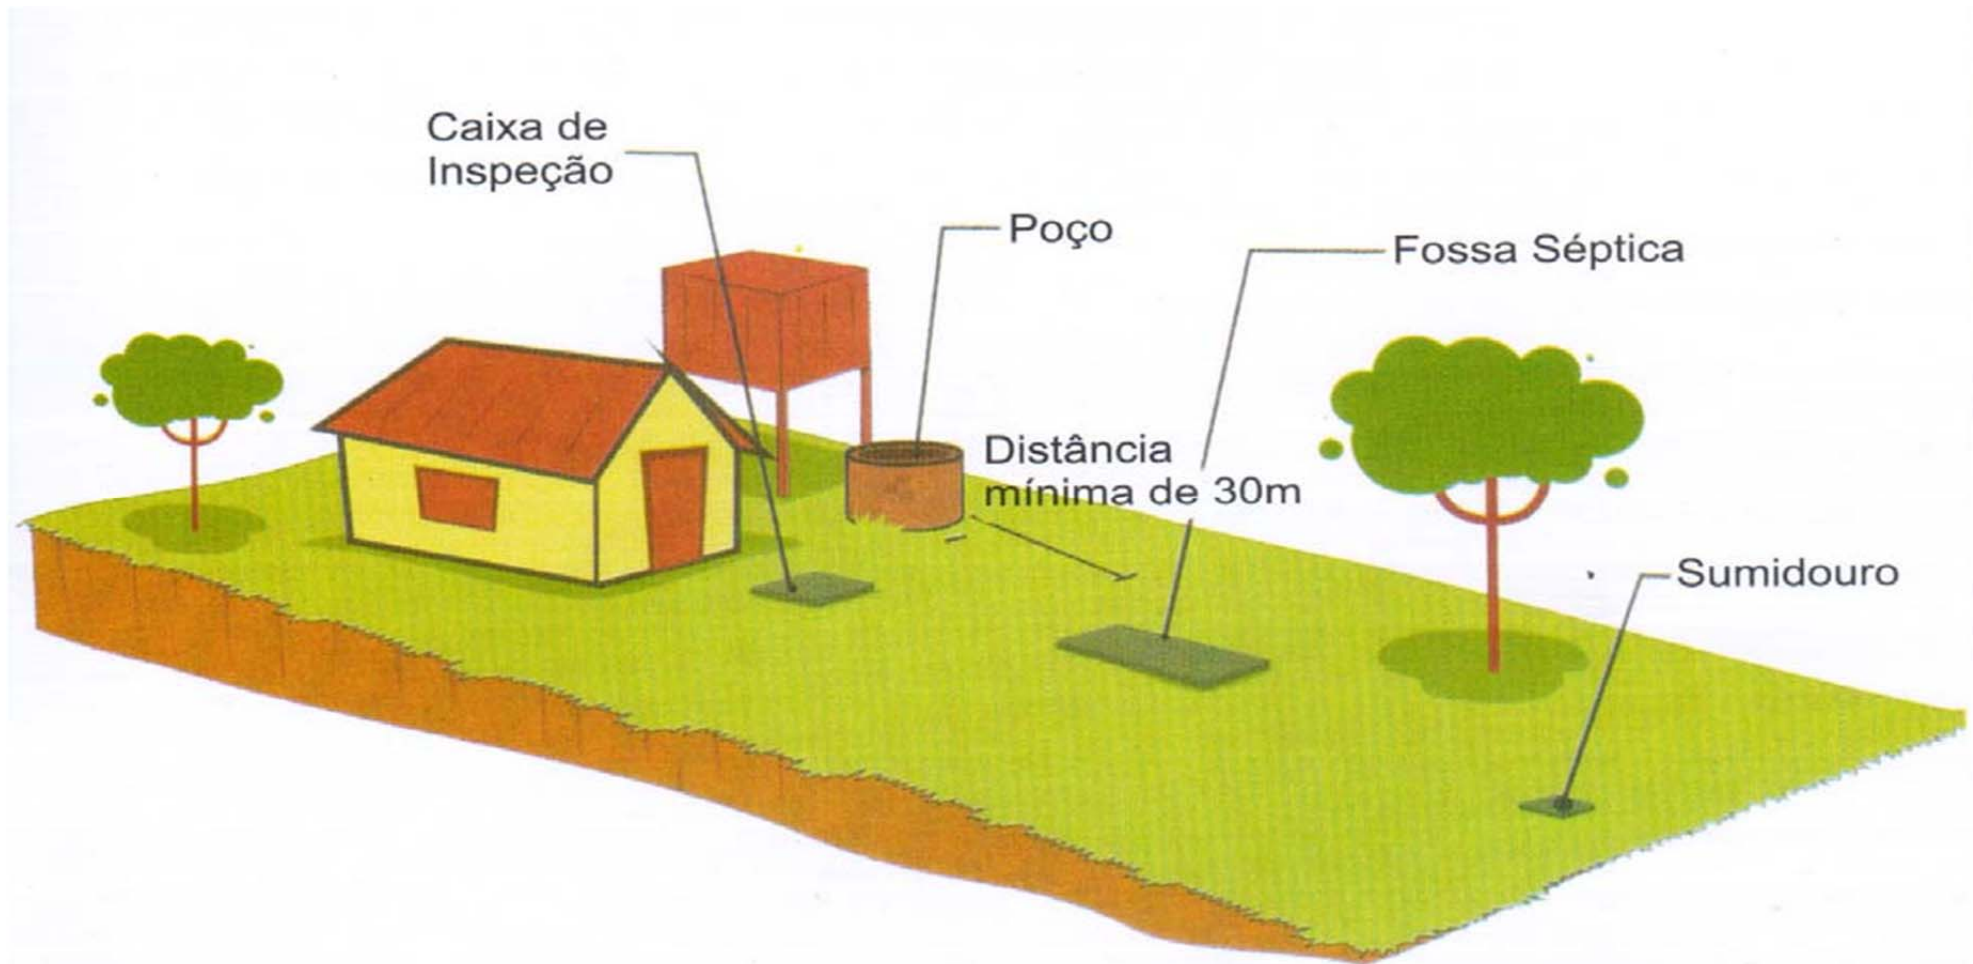 Caixa de
Inspeção
Poço
Fossa Séptica
Distância
mínima de 30m
Sumidouro